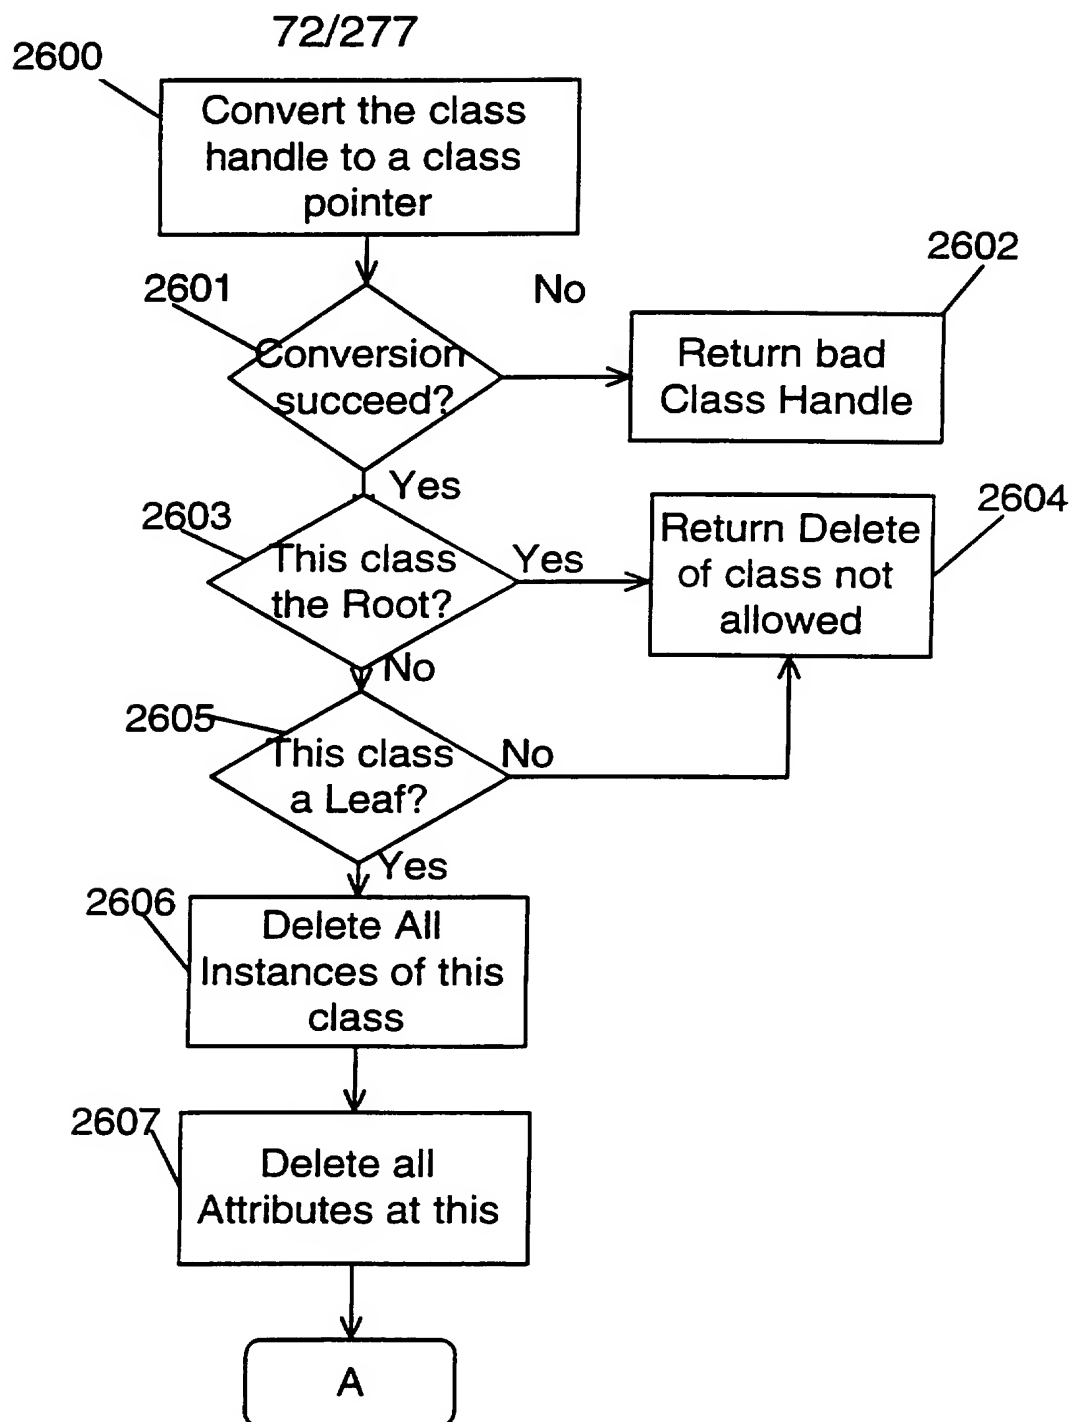 72/277
2600
Convert the class
handle to a class
pointer
2601
Conversion
succeed?
No
2602
Return bad
Class Handle
Yes
2603
This class
the Root?
Yes
2604
Return Delete
of class not
allowed
No
2605
This class
a Leaf?
No
Yes
2606
Delete All
Instances of this
class
2607
Delete all
Attributes at this
A